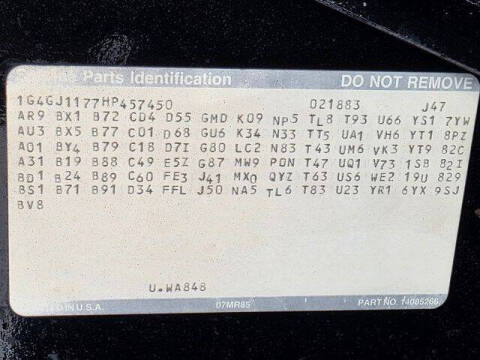 Parts Identification DO NOT REMOVE
1G4GJ1177HP457450 021883 J47
AR9 BX1 B72 CD4 D55 GMD K09 NP5 TL8 T93 U66 YS1 7YW
AU3 BX5 B77 C01 D68 GU6 K34 N33 TT5 UA1 VH6 YT1 8PZ
A01 BY4 B79 C18 D7I G80 LC2 N83 T43 UM6 VK3 YT9 82C
A31 B19 B88 C49 E5Z G87 MW9 PDN T47 UQ1 V73 1SB 82I
BD1 B24 B89 C60 FE3 J41 MX0 QYZ T63 US6 WE2 19U 829
BS1 B71 B91 D34 FFL J50 NA5 TL6 T83 U23 YR1 6YX 9SJ
BV8
U.WA848
IN U.S.A. 07MR85 PART NO. 14085266